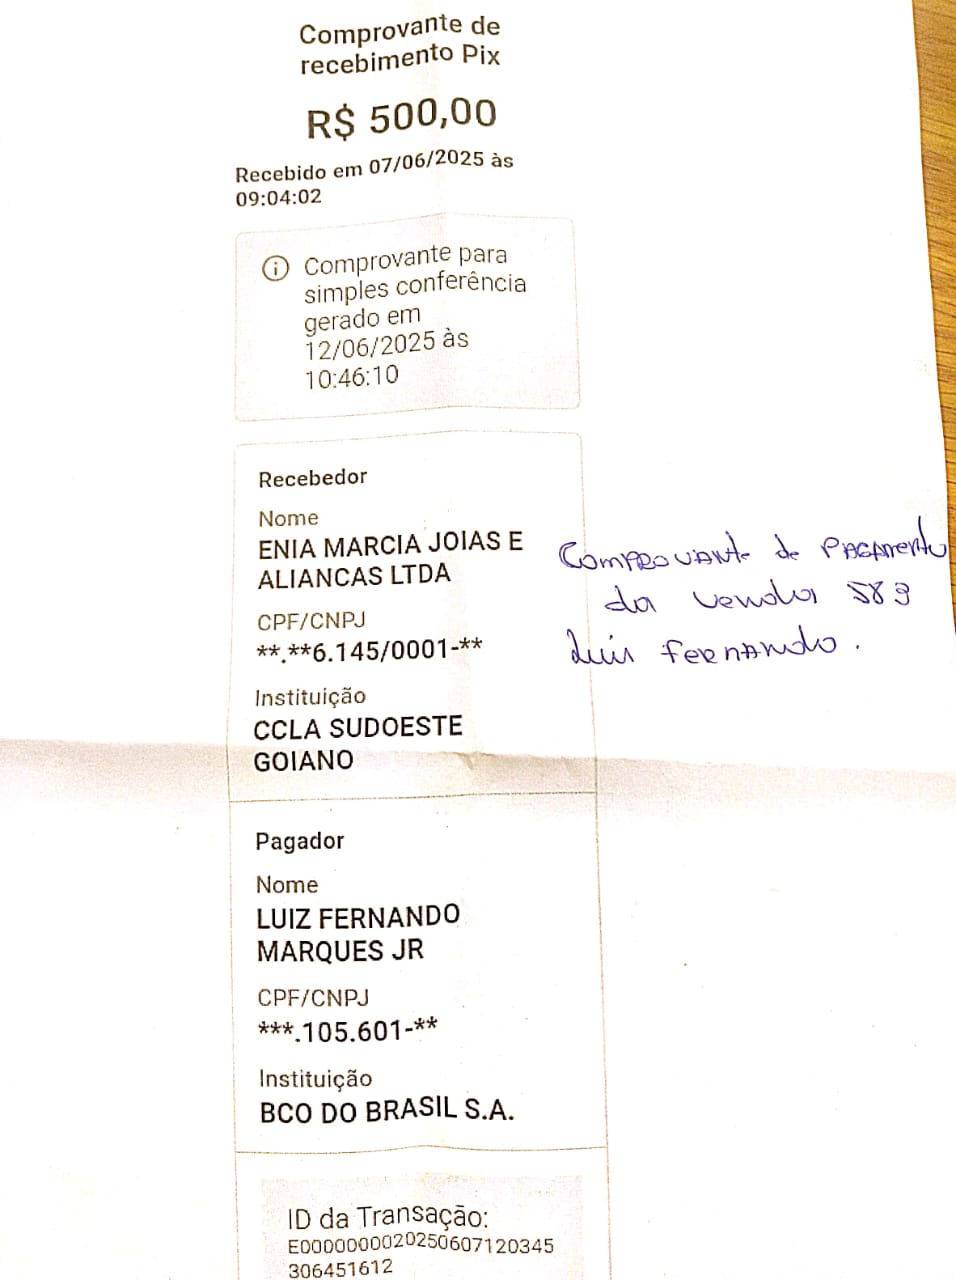 Comprovante de
recebimento Pix
R$ 500,00
Recebido em 07/06/2025 às
09:04:02
Comprovante para
simples conferência
gerado em
12/06/2025 às
10:46:10
Recebedor
Nome
ENIA MARCIA JOIAS E
ALIANCAS LTDA
CPF/CNPJ
**.**6.145/0001-**
Instituição
CCLA SUDOESTE
GOIANO
Comprovante de Pagamento
da venda 589
Luis Fernando.
Pagador
Nome
LUIZ FERNANDO
MARQUES JR
CPF/CNPJ
***.105.601-**
Instituição
BCO DO BRASIL S.A.
ID da Transação:
E0000000020250607120345
306451612